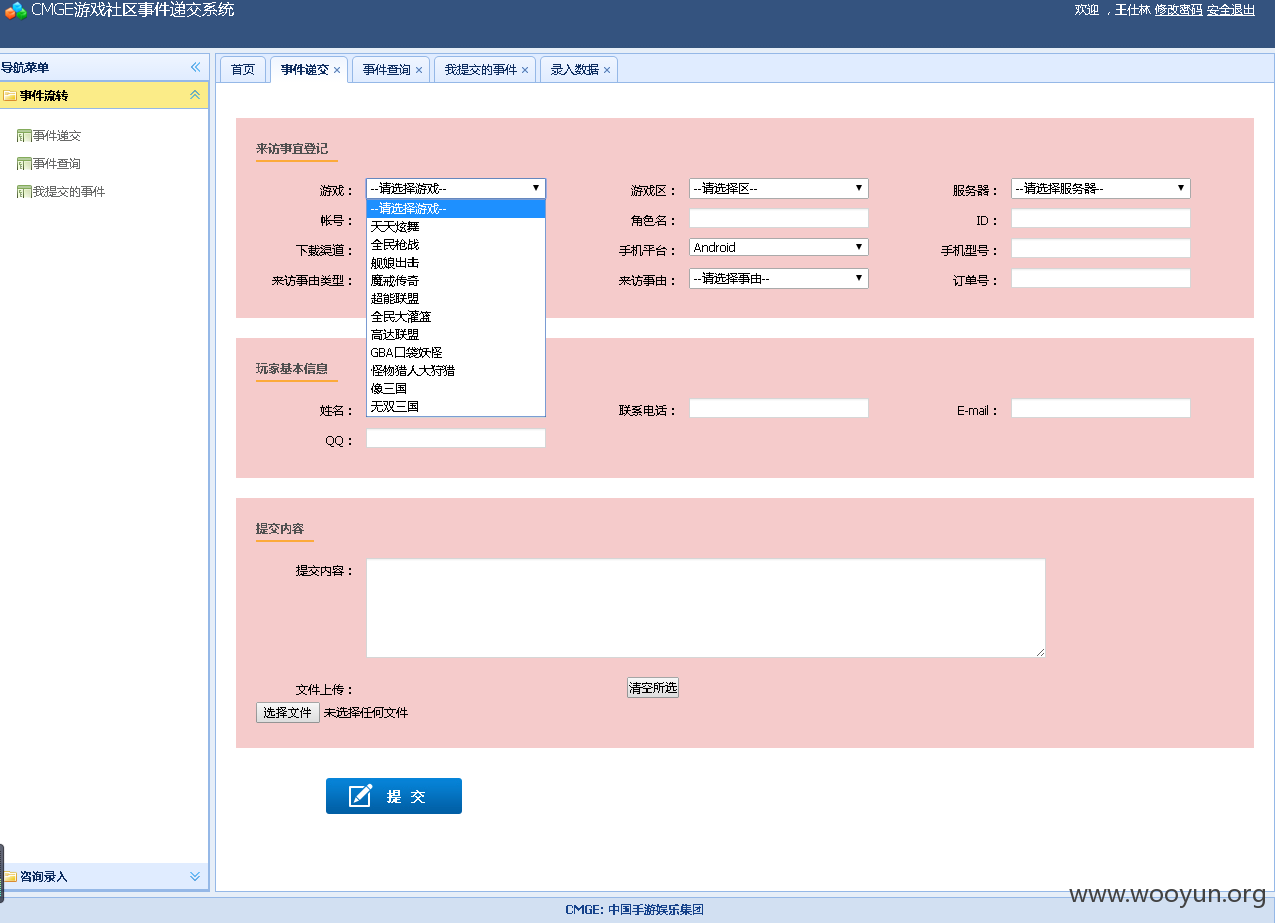 CMGE游戏社区事件递交系统
欢迎 ，王仕林 修改密码 安全退出
导航菜单
事件流转
事件递交
事件查询
我提交的事件
咨询录入
首页 事件递交 事件查询 我提交的事件 录入数据
来访事宜登记
游戏： --请选择游戏-- 游戏区： --请选择区-- 服务器： --请选择服务器--
--请选择游戏--
天天炫舞
全民枪战
舰娘出击
魔戒传奇
超能联盟
全民大灌篮
高达联盟
GBA口袋妖怪
怪物猎人大狩猎
像三国
无双三国
帐号： 角色名： ID：
下载渠道： 手机平台： Android 手机型号：
来访事由类型： 来访事由： --请选择事由-- 订单号：
玩家基本信息
姓名： 联系电话： E-mail：
QQ：
提交内容
提交内容：
文件上传： 清空所选
选择文件 未选择任何文件
提 交
www.wooyun.org
CMGE: 中国手游娱乐集团